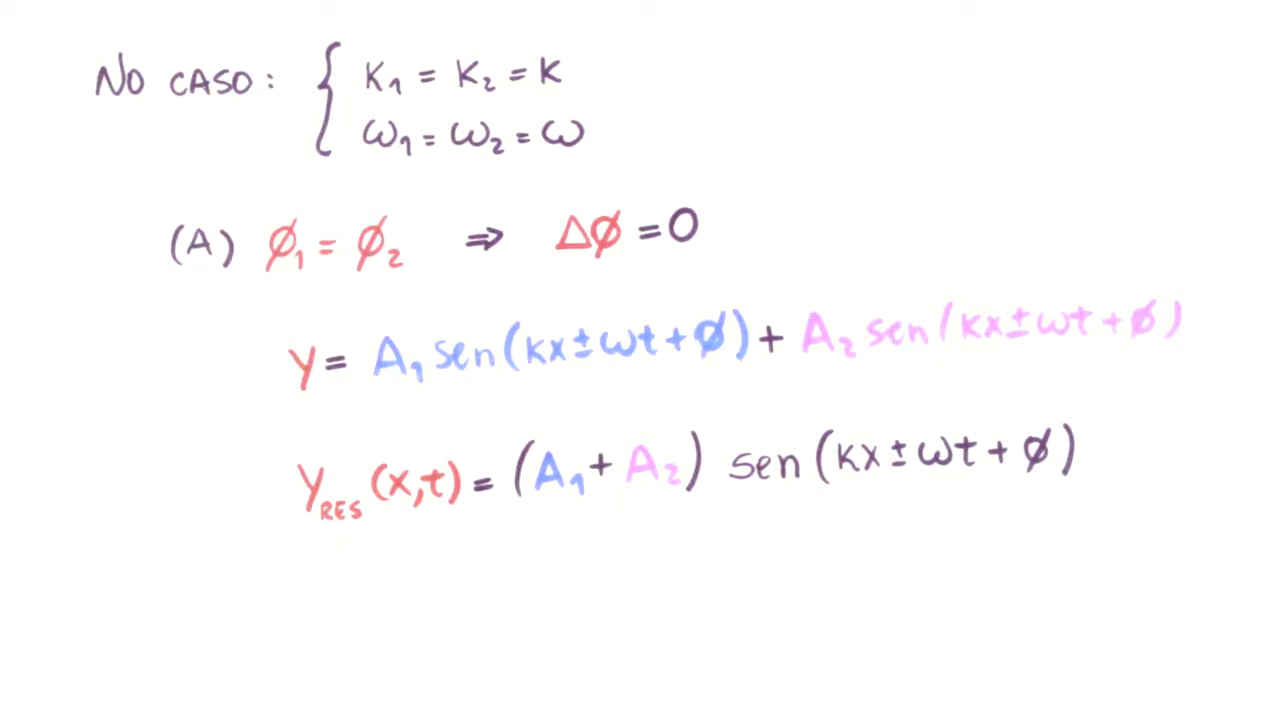 No CASO: { K₁ = K₂ = K
ω₁ = ω₂ = ω
(A) ϕ₁ = ϕ₂ ⇒ Δϕ = 0
y = A₁ sen(kx ± ωt + ϕ) + A₂ sen(kx ± ωt + ϕ)
y_RES (x,t) = (A₁ + A₂) sen(kx ± ωt + ϕ)